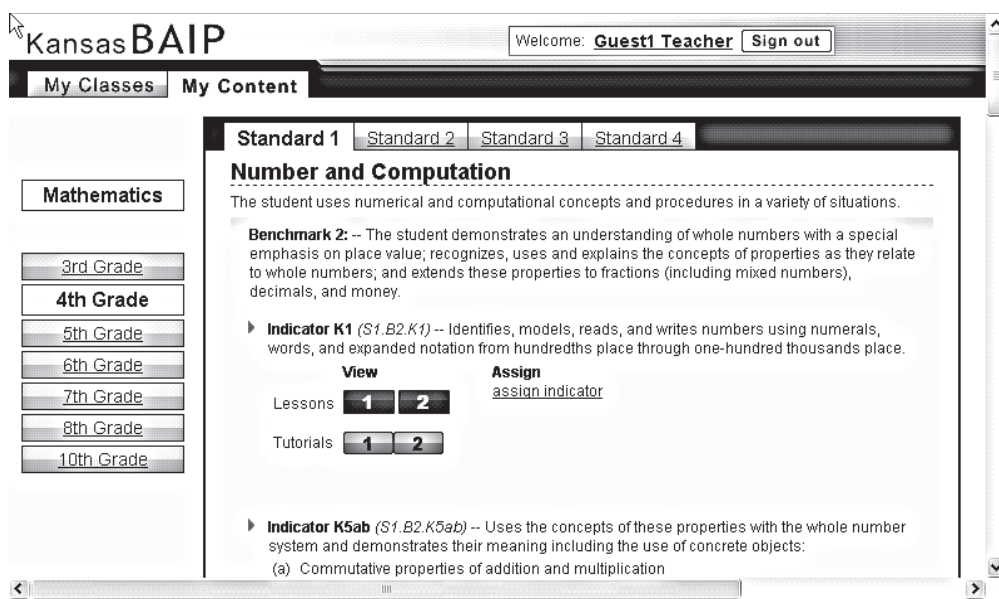 Kansas BAIP
Welcome: Guest1 Teacher Sign out
My Classes My Content
Standard 1 Standard 2 Standard 3 Standard 4
Mathematics
3rd Grade
4th Grade
5th Grade
6th Grade
7th Grade
8th Grade
10th Grade
Number and Computation
The student uses numerical and computational concepts and procedures in a variety of situations.
Benchmark 2: -- The student demonstrates an understanding of whole numbers with a special
emphasis on place value; recognizes, uses and explains the concepts of properties as they relate
to whole numbers; and extends these properties to fractions (including mixed numbers),
decimals, and money.
Indicator K1 (S1.B2.K1) -- Identifies, models, reads, and writes numbers using numerals,
words, and expanded notation from hundredths place through one-hundred thousands place.
View Assign
assign indicator
Lessons 1 2
Tutorials 1 2
Indicator K5ab (S1.B2.K5ab) -- Uses the concepts of these properties with the whole number
system and demonstrates their meaning including the use of concrete objects:
(a) Commutative properties of addition and multiplication